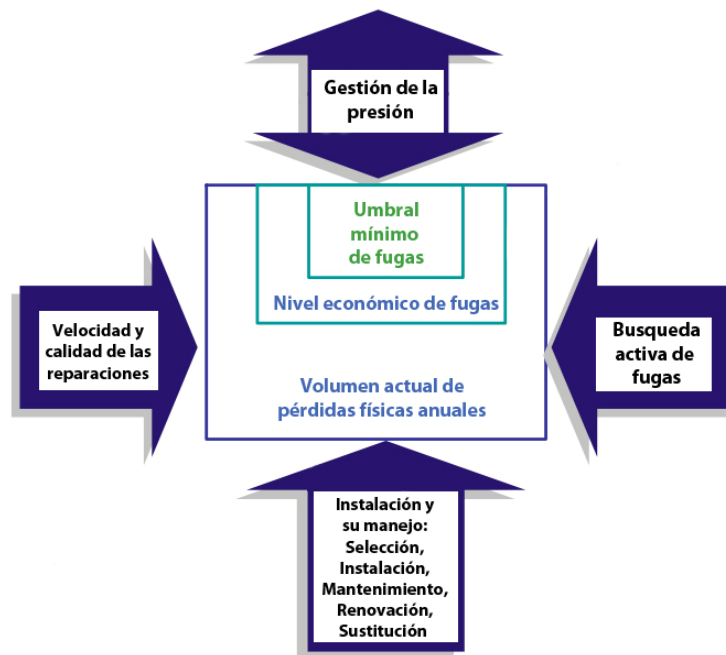 Gestión de la
presión
Umbral
mínimo
de fugas
Nivel económico de fugas
Velocidad y
calidad de las
reparaciones
Busqueda
activa de
fugas
Volumen actual de
pérdidas físicas anuales
Instalación y
su manejo:
Selección,
Instalación,
Mantenimiento,
Renovación,
Sustitución